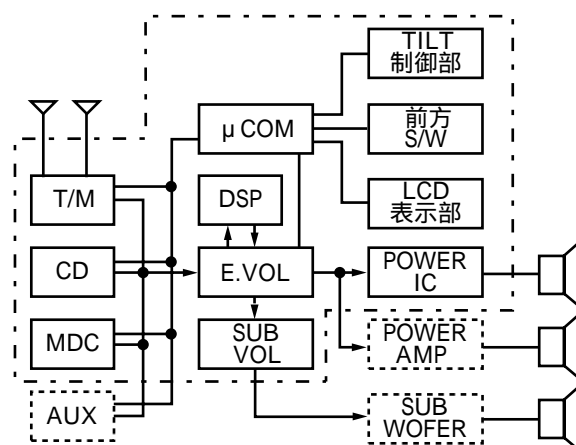 TILT
制御部
μ COM
前方
S/W
T/M
DSP
LCD
表示部
CD
E.VOL
POWER
IC
MDC
SUB
VOL
POWER
AMP
AUX
SUB
WOFER